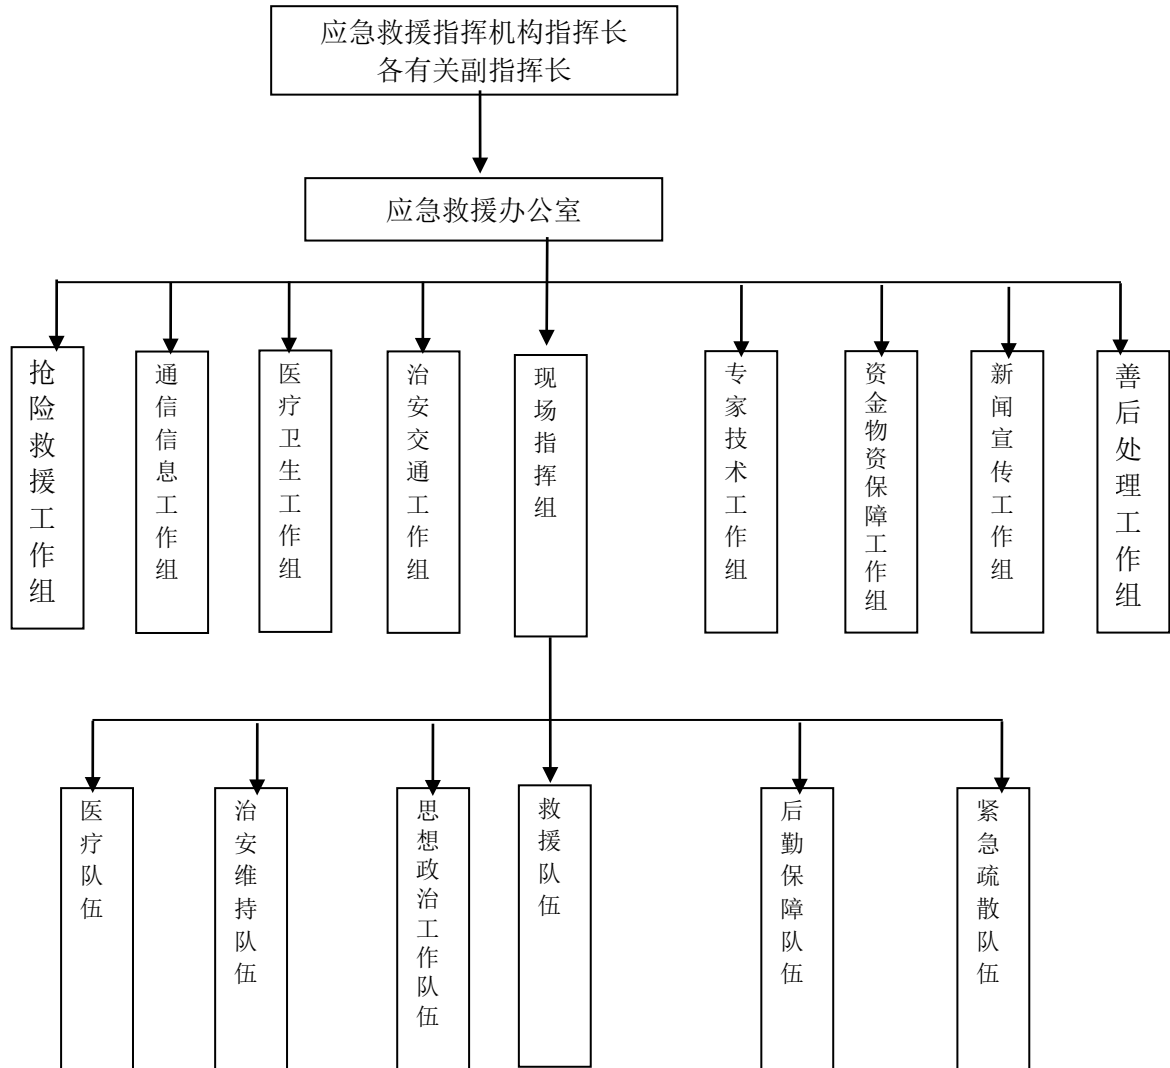 应急救援指挥机构指挥长
各有关副指挥长
应急救援办公室
抢险救援工作组
通信信息工作组
医疗卫生工作组
治安交通工作组
现场指挥组
专家技术工作组
资金物资保障工作组
新闻宣传工作组
善后处理工作组
医疗队伍
治安维持队伍
思想政治工作队伍
救援队伍
后勤保障队伍
紧急疏散队伍